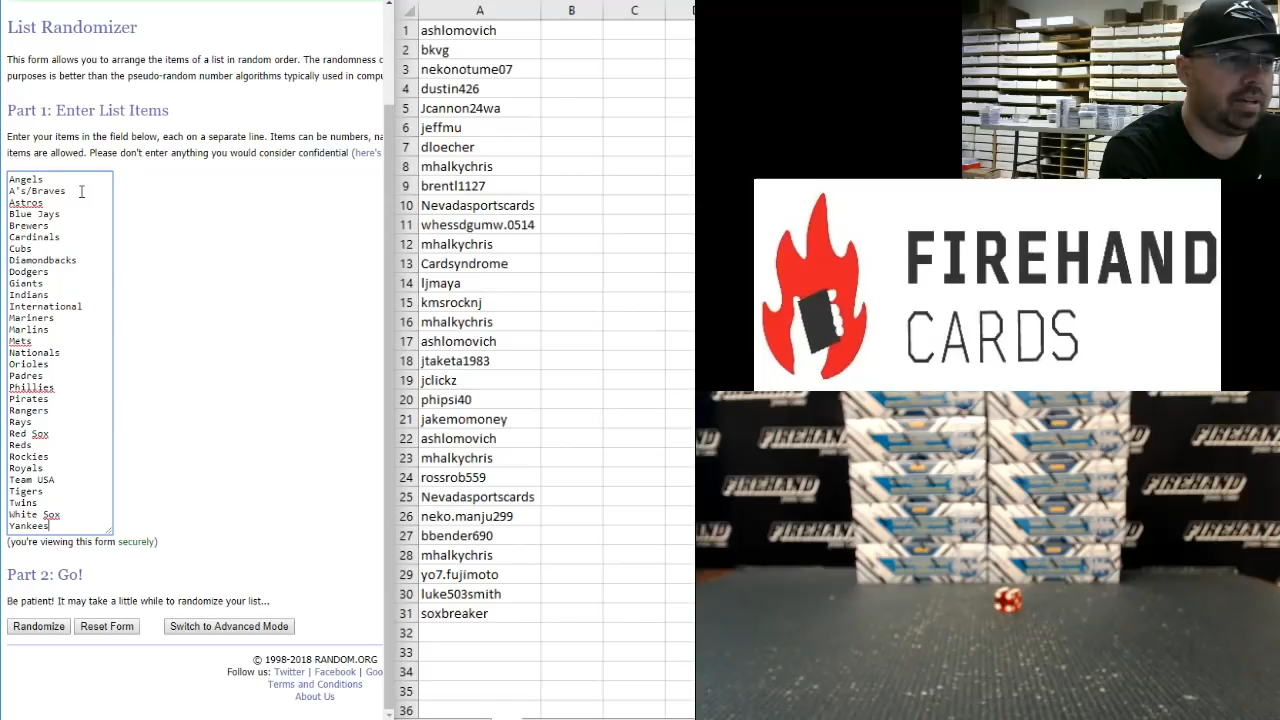 List Randomizer
This form allows you to arrange the items of a list in random order. The randomness
purposes is better than the pseudo-random number algorithms typically used in
Part 1: Enter List Items
Enter your items in the field below, each on a separate line. Items can be numbers,
items are allowed. Please don't enter anything you would consider confidential (here's
Angels
A's/Braves
Astros
Blue Jays
Brewers
Cardinals
Cubs
Diamondbacks
Dodgers
Giants
Indians
International
Mariners
Marlins
Mets
Nationals
Orioles
Padres
Phillies
Pirates
Rangers
Rays
Red Sox
Reds
Rockies
Royals
Team USA
Tigers
Twins
White Sox
Yankees
(you're viewing this form securely)
Part 2: Go!
Be patient! It may take a little while to randomize your list...
Randomize
Reset Form
Switch to Advanced Mode
© 1998-2018 RANDOM.ORG
Follow us: Twitter | Facebook |
Terms and Conditions
About Us
A B C
1 ashlomovich
2 bkvg
3 nekonotume07
4 dustin426
5 Jcannon24wa
6 jeffmu
7 dloecher
8 mhalkychris
9 brentl1127
10 Nevadasportscards
11 whessdgumw.0514
12 mhalkychris
13 Cardsyndrome
14 ljmaya
15 kmsrocknj
16 mhalkychris
17 ashlomovich
18 jtaketa1983
19 jclickz
20 phipsi40
21 jakemomoney
22 ashlomovich
23 mhalkychris
24 rossrob559
25 Nevadasportscards
26 neko.manju299
27 bbender690
28 mhalkychris
29 yo7.fujimoto
30 luke503smith
31 soxbreaker
32
33
34
35
36
FIREHAND
CARDS
FIREHAND
FIREHAND
FIREHAND